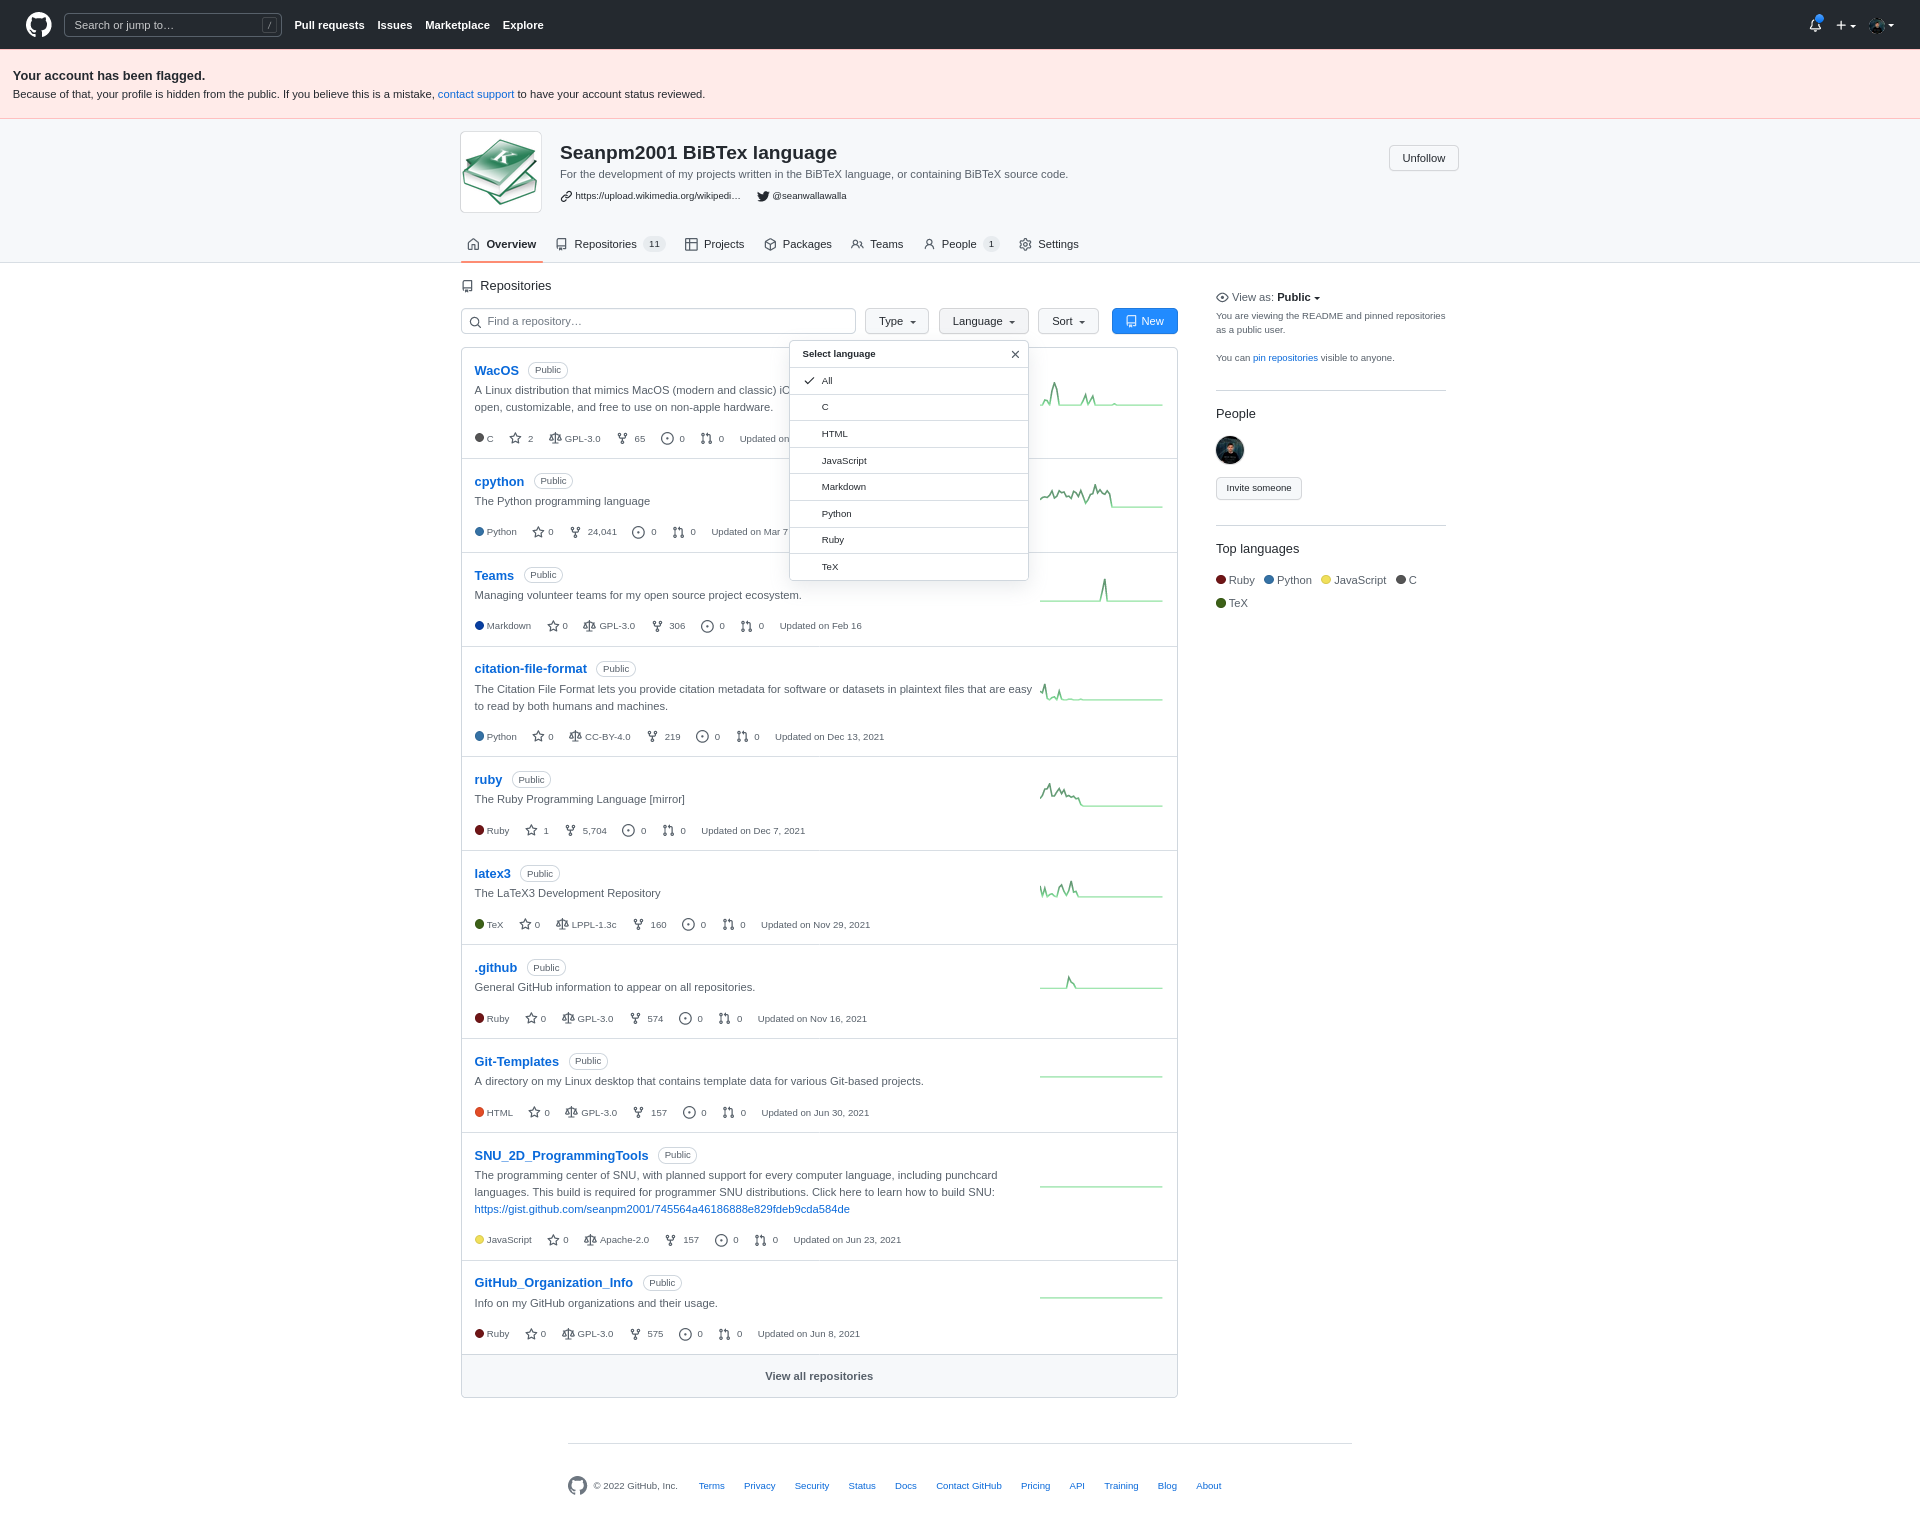 Search or jump to…
/
Pull requests
Issues
Marketplace
Explore
Your account has been flagged.
Because of that, your profile is hidden from the public. If you believe this is a mistake, contact support to have your account status reviewed.
K
Seanpm2001 BiBTex language
For the development of my projects written in the BiBTeX language, or containing BiBTeX source code.
https://upload.wikimedia.org/wikipedi…
@seanwallawalla
Unfollow
Overview
Repositories 11
Projects
Packages
Teams
People 1
Settings
Repositories
Find a repository…
Type
Language
Sort
New
Select language
All
C
HTML
JavaScript
Markdown
Python
Ruby
TeX
WacOS Public
A Linux distribution that mimics MacOS (modern and classic)
open, customizable, and free to use on non-apple hardware.
C 2 GPL-3.0 65 0 0 Updated on
cpython Public
The Python programming language
Python 0 24,041 0 0 Updated on Mar 7
Teams Public
Managing volunteer teams for my open source project ecosystem.
Markdown 0 GPL-3.0 306 0 0 Updated on Feb 16
citation-file-format Public
The Citation File Format lets you provide citation metadata for software or datasets in plaintext files that are easy
to read by both humans and machines.
Python 0 CC-BY-4.0 219 0 0 Updated on Dec 13, 2021
ruby Public
The Ruby Programming Language [mirror]
Ruby 1 5,704 0 0 Updated on Dec 7, 2021
latex3 Public
The LaTeX3 Development Repository
TeX 0 LPPL-1.3c 160 0 0 Updated on Nov 29, 2021
.github Public
General GitHub information to appear on all repositories.
Ruby 0 GPL-3.0 574 0 0 Updated on Nov 16, 2021
Git-Templates Public
A directory on my Linux desktop that contains template data for various Git-based projects.
HTML 0 GPL-3.0 157 0 0 Updated on Jun 30, 2021
SNU_2D_ProgrammingTools Public
The programming center of SNU, with planned support for every computer language, including punchcard
languages. This build is required for programmer SNU distributions. Click here to learn how to build SNU:
https://gist.github.com/seanpm2001/745564a46186888e829fdeb9cda584de
JavaScript 0 Apache-2.0 157 0 0 Updated on Jun 23, 2021
GitHub_Organization_Info Public
Info on my GitHub organizations and their usage.
Ruby 0 GPL-3.0 575 0 0 Updated on Jun 8, 2021
View all repositories
View as: Public
You are viewing the README and pinned repositories
as a public user.
You can pin repositories visible to anyone.
People
Invite someone
Top languages
Ruby Python JavaScript C
TeX
© 2022 GitHub, Inc.
Terms
Privacy
Security
Status
Docs
Contact GitHub
Pricing
API
Training
Blog
About